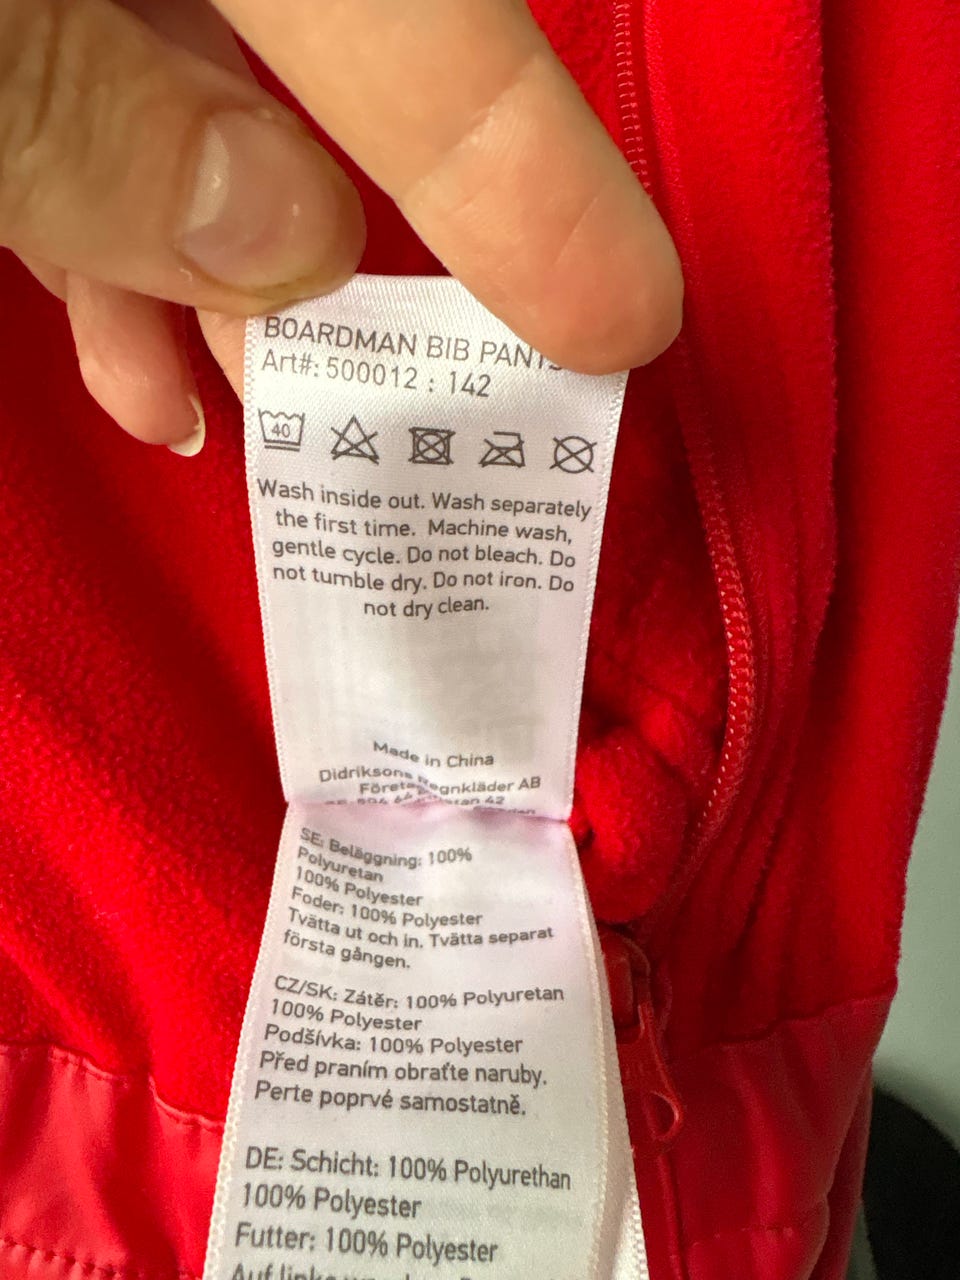 BOARDMAN BIB PANTS
Art#: 500012 : 142
40
Wash inside out. Wash separately
the first time. Machine wash,
gentle cycle. Do not bleach. Do
not tumble dry. Do not iron. Do
not dry clean.
Made in China
Didriksons Regnkläder AB
42
SE: Beläggning: 100%
Polyuretan
100% Polyester
Foder: 100% Polyester
Tvätta ut och in. Tvätta separat
första gången.
CZ/SK: Zátěr: 100% Polyuretan
100% Polyester
Podšívka: 100% Polyester
Před praním obraťte naruby.
Perte poprvé samostatně.
DE: Schicht: 100% Polyurethan
100% Polyester
Futter: 100% Polyester
Auf